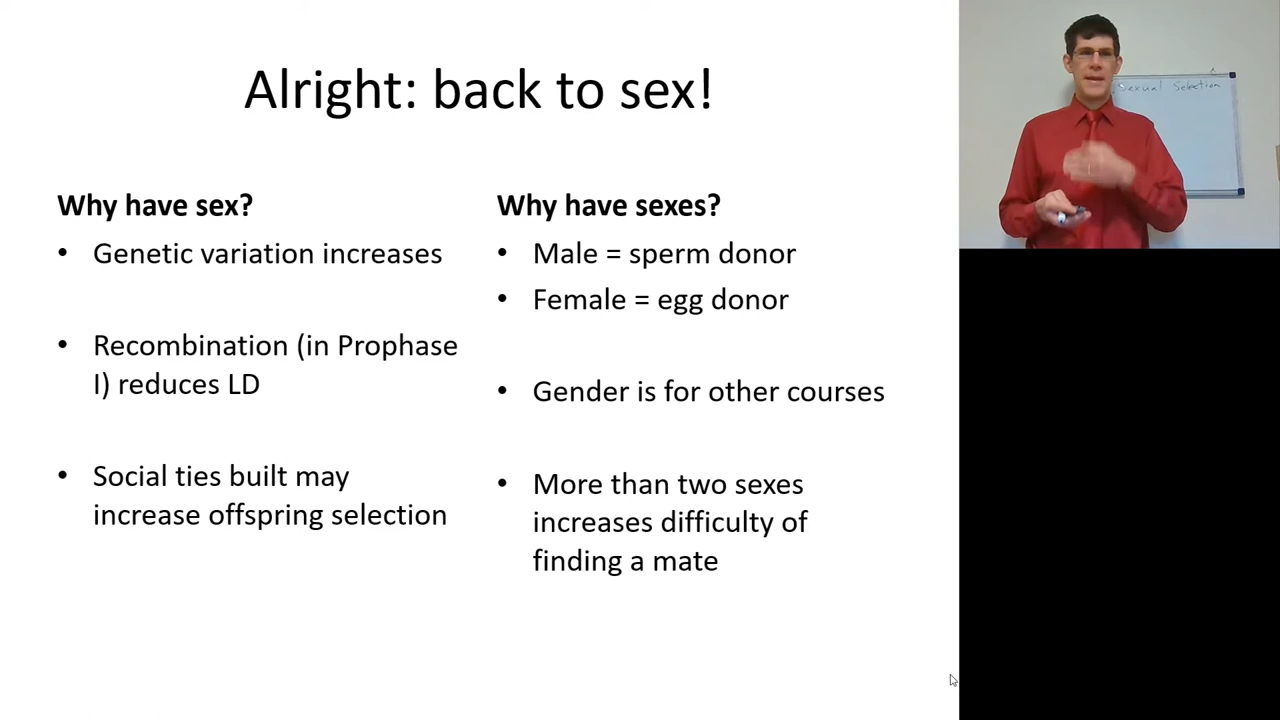 Alright: back to sex!
Why have sex?
• Genetic variation increases
• Recombination (in Prophase
I) reduces LD
• Social ties built may
increase offspring selection
Why have sexes?
• Male = sperm donor
• Female = egg donor
• Gender is for other courses
• More than two sexes
increases difficulty of
finding a mate
Sexual Selection